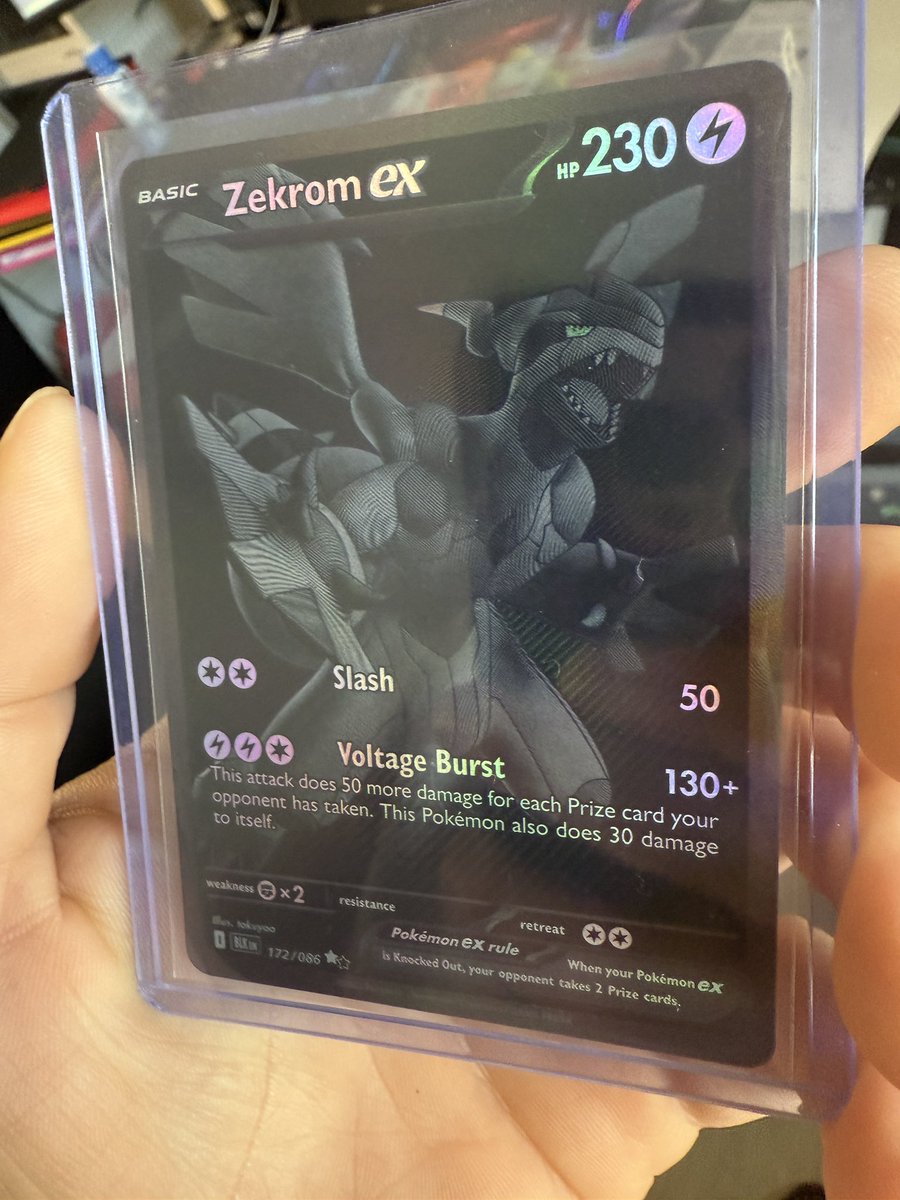 BASIC Zekrom ex HP 230
Slash 50
Voltage Burst 130+
This attack does 50 more damage for each Prize card your
opponent has taken. This Pokémon also does 30 damage
to itself.
weakness ×2 resistance retreat
illus. tokuyoo
I BLK EN 172/086
Pokémon ex rule When your Pokémon ex
is Knocked Out, your opponent takes 2 Prize cards.